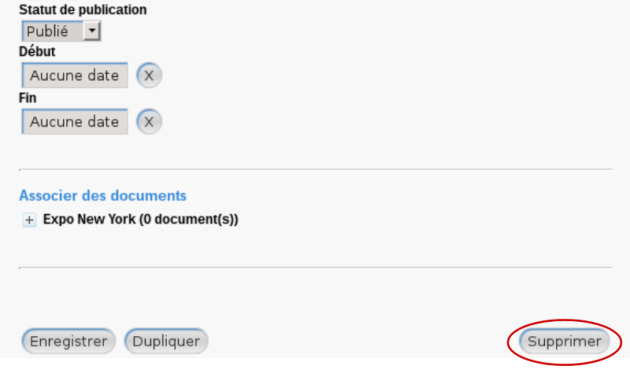 Statut de publication
Publié
Début
Aucune date X
Fin
Aucune date X
Associer des documents
+ Expo New York (0 document(s))
Enregistrer Dupliquer Supprimer